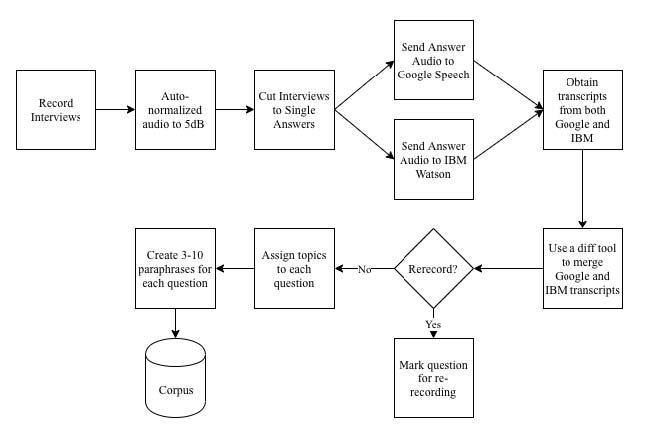 Record
Interviews
Auto-
normalized
audio to 5dB
Cut Interviews
to Single
Answers
Send Answer
Audio to
Google Speech
Send Answer
Audio to IBM
Watson
Obtain
transcripts
from both
Google and
IBM
Use a diff tool
to merge
Google and
IBM transcripts
Rerecord?
No
Yes
Mark question
for re-
recording
Assign topics
to each
question
Create 3-10
paraphrases for
each question
Corpus